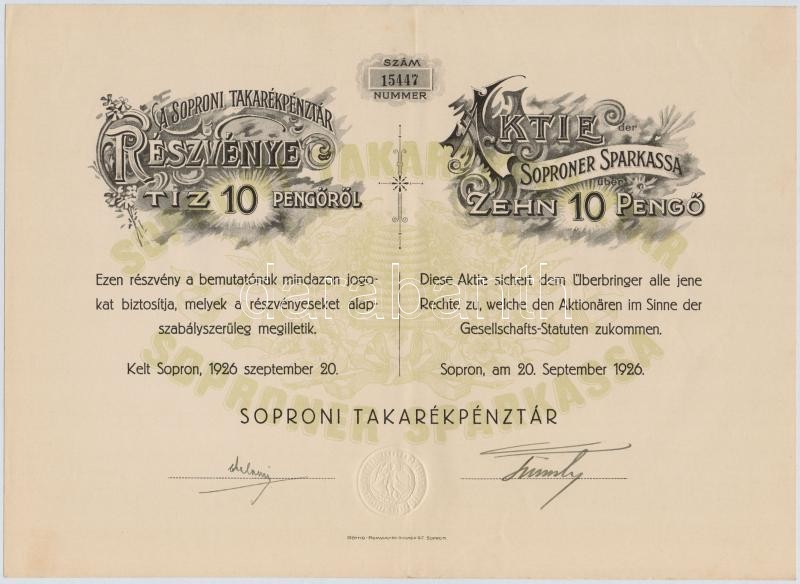 SZÁM
15447
NUMMER
A SOPRONI TAKARÉKPÉNZTÁR
RÉSZVÉNYE
TIZ 10 PENGŐRŐL
Ezen részvény a bemutatónak mindazon jogo-
kat biztosítja, melyek a részvényeseket alap-
szabályszerűleg megilletik.
Kelt Sopron, 1926 szeptember 20.
AKTIE der
SOPRONER SPARKASSA
über
ZEHN 10 PENGŐ
Diese Aktie sichert dem Überbringer alle jene
Rechte zu, welche den Aktionären im Sinne der
Gesellschafts-Statuten zukommen.
Sopron, am 20. September 1926.
SOPRONI TAKARÉKPÉNZTÁR
SOPRONER SPARKASSA
darabanth